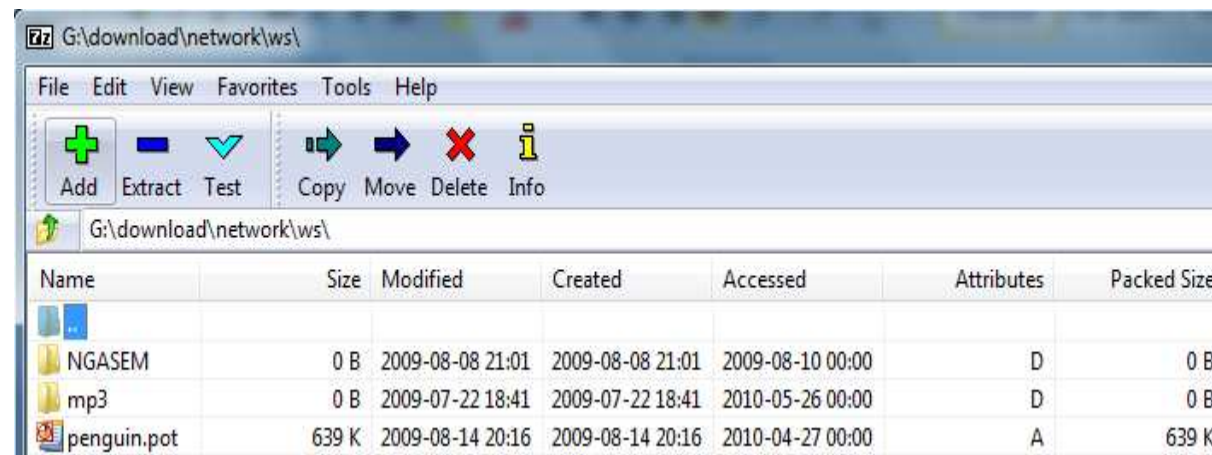 7z G:\download\network\ws\
File Edit View Favorites Tools Help
Add Extract Test Copy Move Delete Info
G:\download\network\ws\
Name Size Modified Created Accessed Attributes Packed Size
..
NGASEM 0 B 2009-08-08 21:01 2009-08-08 21:01 2009-08-10 00:00 D 0 B
mp3 0 B 2009-07-22 18:41 2009-07-22 18:41 2010-05-26 00:00 D 0 B
penguin.pot 639 K 2009-08-14 20:16 2009-08-14 20:16 2010-04-27 00:00 A 639 K